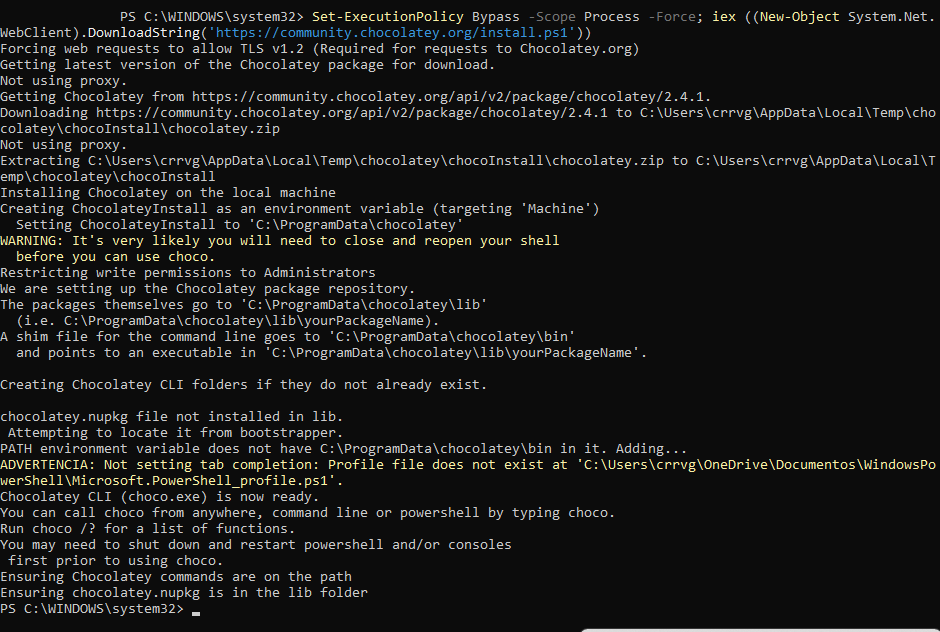 PS C:\WINDOWS\system32> Set-ExecutionPolicy Bypass -Scope Process -Force; iex ((New-Object System.Net.
WebClient).DownloadString('https://community.chocolatey.org/install.ps1'))
Forcing web requests to allow TLS v1.2 (Required for requests to Chocolatey.org)
Getting latest version of the Chocolatey package for download.
Not using proxy.
Getting Chocolatey from https://community.chocolatey.org/api/v2/package/chocolatey/2.4.1.
Downloading https://community.chocolatey.org/api/v2/package/chocolatey/2.4.1 to C:\Users\crrvg\AppData\Local\Temp\cho
colatey\chocoInstall\chocolatey.zip
Not using proxy.
Extracting C:\Users\crrvg\AppData\Local\Temp\chocolatey\chocoInstall\chocolatey.zip to C:\Users\crrvg\AppData\Local\T
emp\chocolatey\chocoInstall
Installing Chocolatey on the local machine
Creating ChocolateyInstall as an environment variable (targeting 'Machine')
  Setting ChocolateyInstall to 'C:\ProgramData\chocolatey'
WARNING: It's very likely you will need to close and reopen your shell
  before you can use choco.
Restricting write permissions to Administrators
We are setting up the Chocolatey package repository.
The packages themselves go to 'C:\ProgramData\chocolatey\lib'
  (i.e. C:\ProgramData\chocolatey\lib\yourPackageName).
A shim file for the command line goes to 'C:\ProgramData\chocolatey\bin'
  and points to an executable in 'C:\ProgramData\chocolatey\lib\yourPackageName'.

Creating Chocolatey CLI folders if they do not already exist.

chocolatey.nupkg file not installed in lib.
 Attempting to locate it from bootstrapper.
PATH environment variable does not have C:\ProgramData\chocolatey\bin in it. Adding...
ADVERTENCIA: Not setting tab completion: Profile file does not exist at 'C:\Users\crrvg\OneDrive\Documentos\WindowsPo
werShell\Microsoft.PowerShell_profile.ps1'.
Chocolatey CLI (choco.exe) is now ready.
You can call choco from anywhere, command line or powershell by typing choco.
Run choco /? for a list of functions.
You may need to shut down and restart powershell and/or consoles
 first prior to using choco.
Ensuring Chocolatey commands are on the path
Ensuring chocolatey.nupkg is in the lib folder
PS C:\WINDOWS\system32>